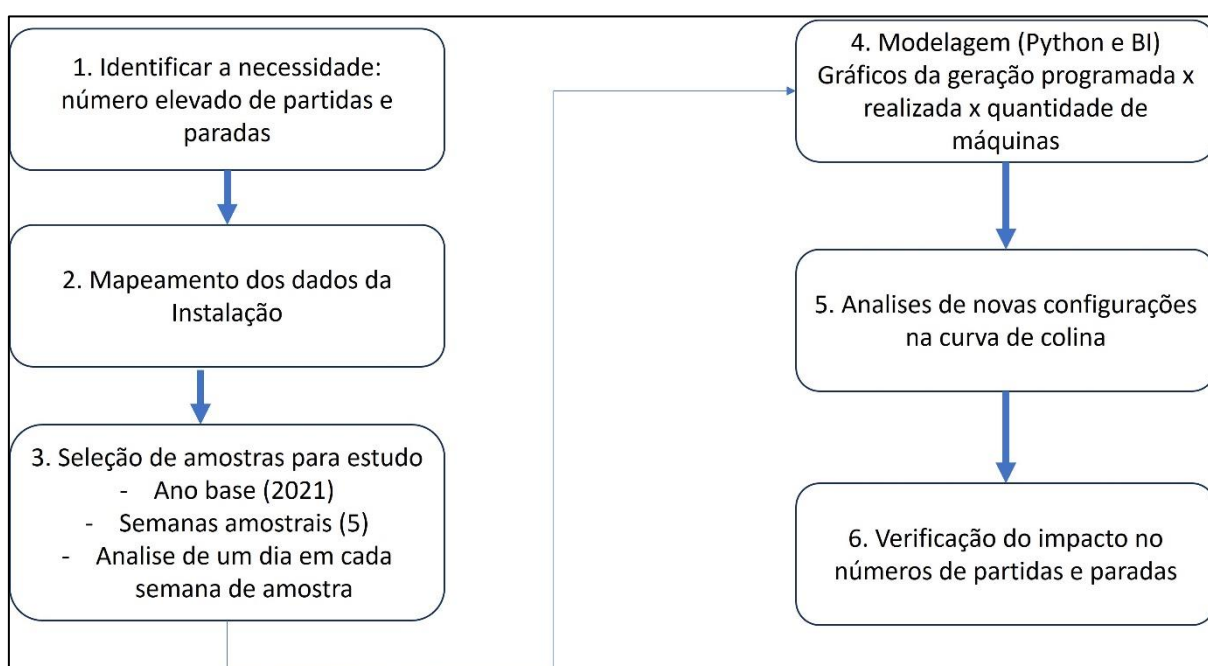 1. Identificar a necessidade:
número elevado de partidas e
paradas
2. Mapeamento dos dados da
Instalação
3. Seleção de amostras para estudo
- Ano base (2021)
- Semanas amostrais (5)
- Analise de um dia em cada
semana de amostra
4. Modelagem (Python e BI)
Gráficos da geração programada x
realizada x quantidade de
máquinas
5. Analises de novas configurações
na curva de colina
6. Verificação do impacto no
números de partidas e paradas